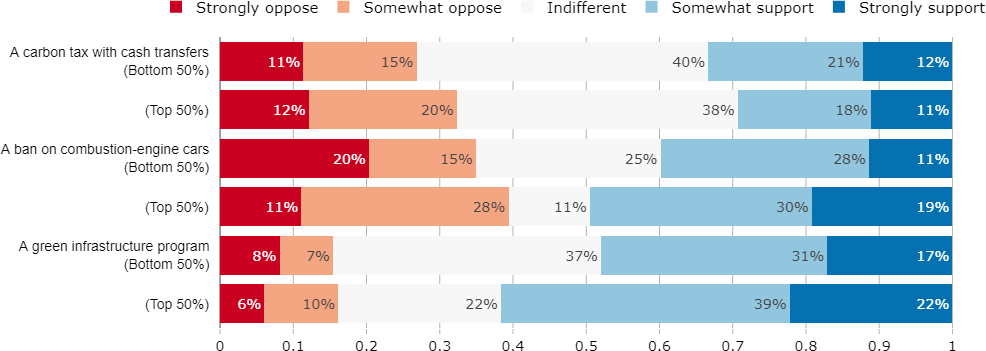 Strongly oppose Somewhat oppose Indifferent Somewhat support Strongly support
A carbon tax with cash transfers
(Bottom 50%)
11% 15% 40% 21% 12%
(Top 50%)
12% 20% 38% 18% 11%
A ban on combustion-engine cars
(Bottom 50%)
20% 15% 25% 28% 11%
(Top 50%)
11% 28% 11% 30% 19%
A green infrastructure program
(Bottom 50%)
8% 7% 37% 31% 17%
(Top 50%)
6% 10% 22% 39% 22%
0 0.1 0.2 0.3 0.4 0.5 0.6 0.7 0.8 0.9 1